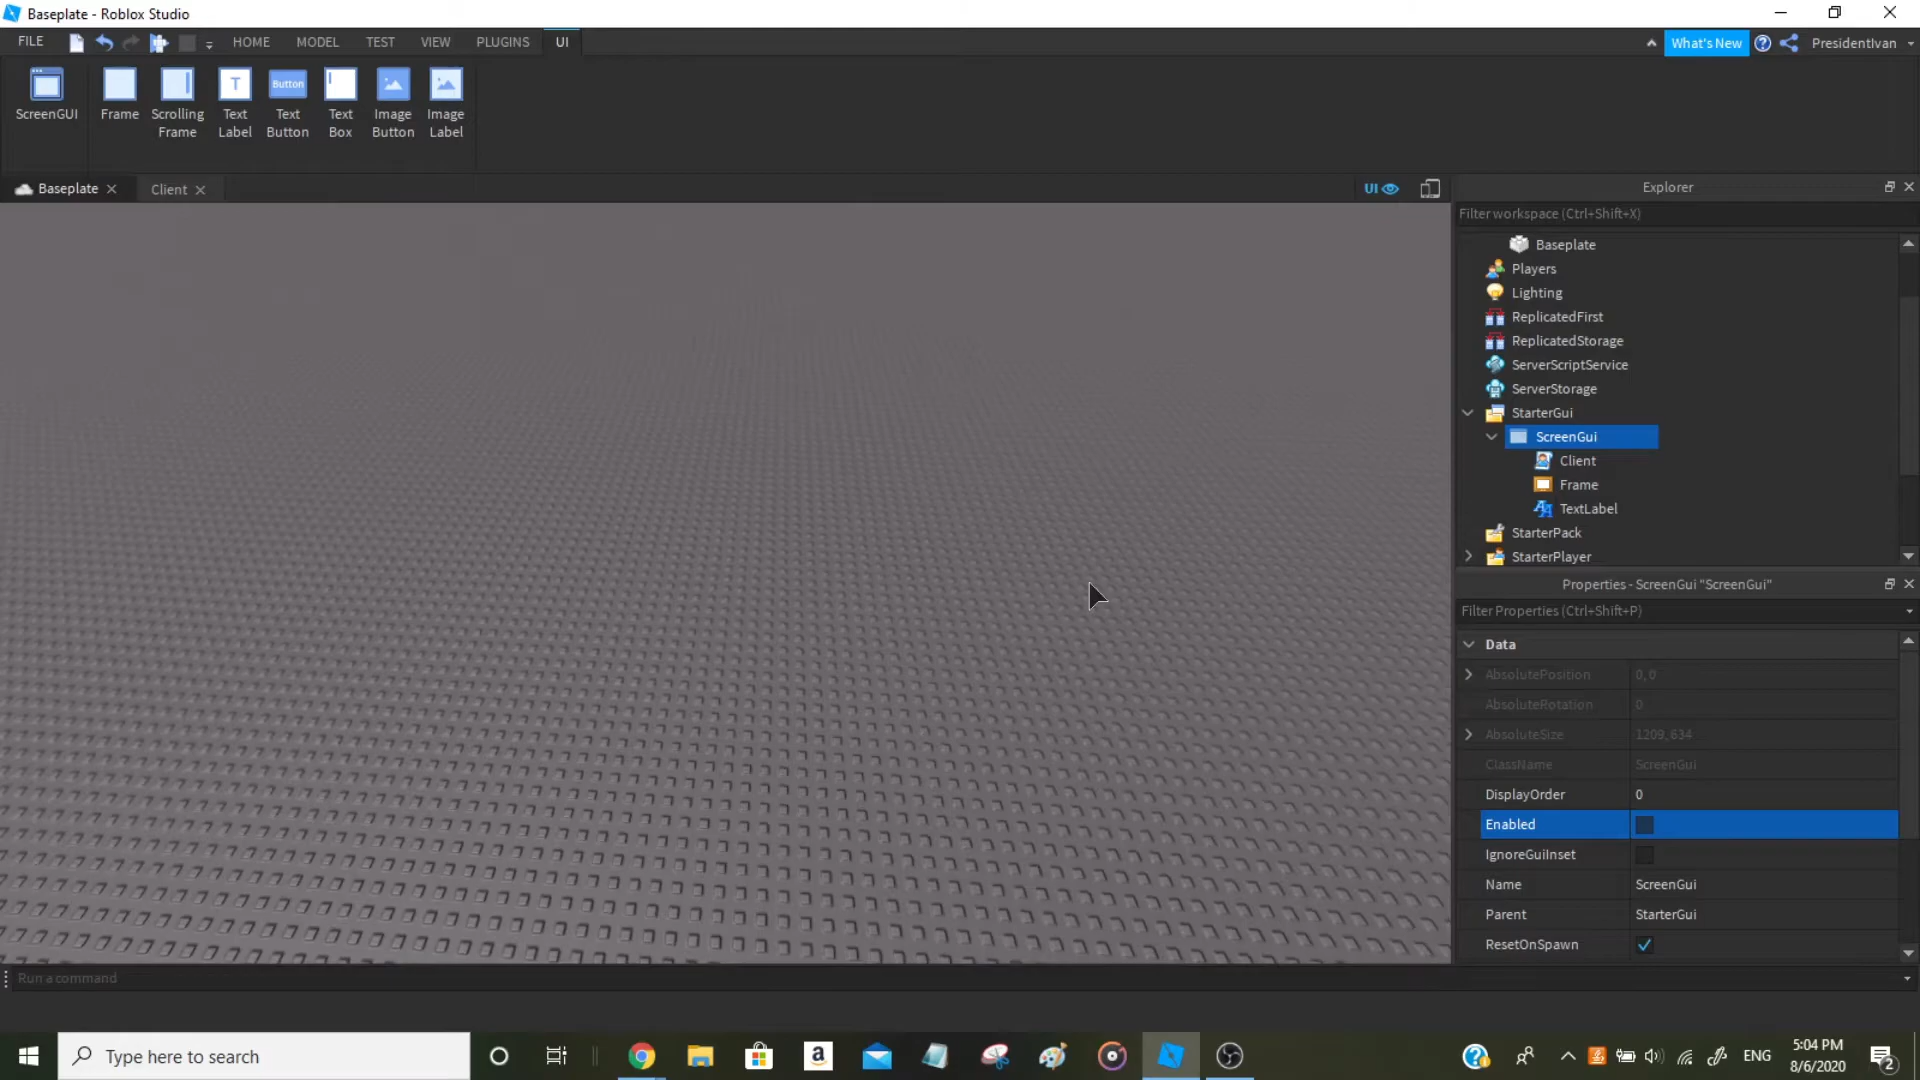 Baseplate - Roblox Studio
FILE HOME MODEL TEST VIEW PLUGINS UI What's New PresidentIvan
ScreenGUI
Frame
Scrolling
Frame
T
Text
Label
Button
Text
Button
Text
Box
Image
Button
Image
Label
Baseplate Client UI
Explorer
Filter workspace (Ctrl+Shift+X)
Baseplate
Players
Lighting
ReplicatedFirst
ReplicatedStorage
ServerScriptService
ServerStorage
StarterGui
ScreenGui
Client
Frame
TextLabel
StarterPack
StarterPlayer
Properties - ScreenGui "ScreenGui"
Filter Properties (Ctrl+Shift+P)
Data
AbsolutePosition 0, 0
AbsoluteRotation 0
AbsoluteSize 1209, 634
ClassName ScreenGui
DisplayOrder 0
Enabled
IgnoreGuiInset
Name ScreenGui
Parent StarterGui
ResetOnSpawn
Run a command
Type here to search
a
ENG
5:04 PM
8/6/2020
2